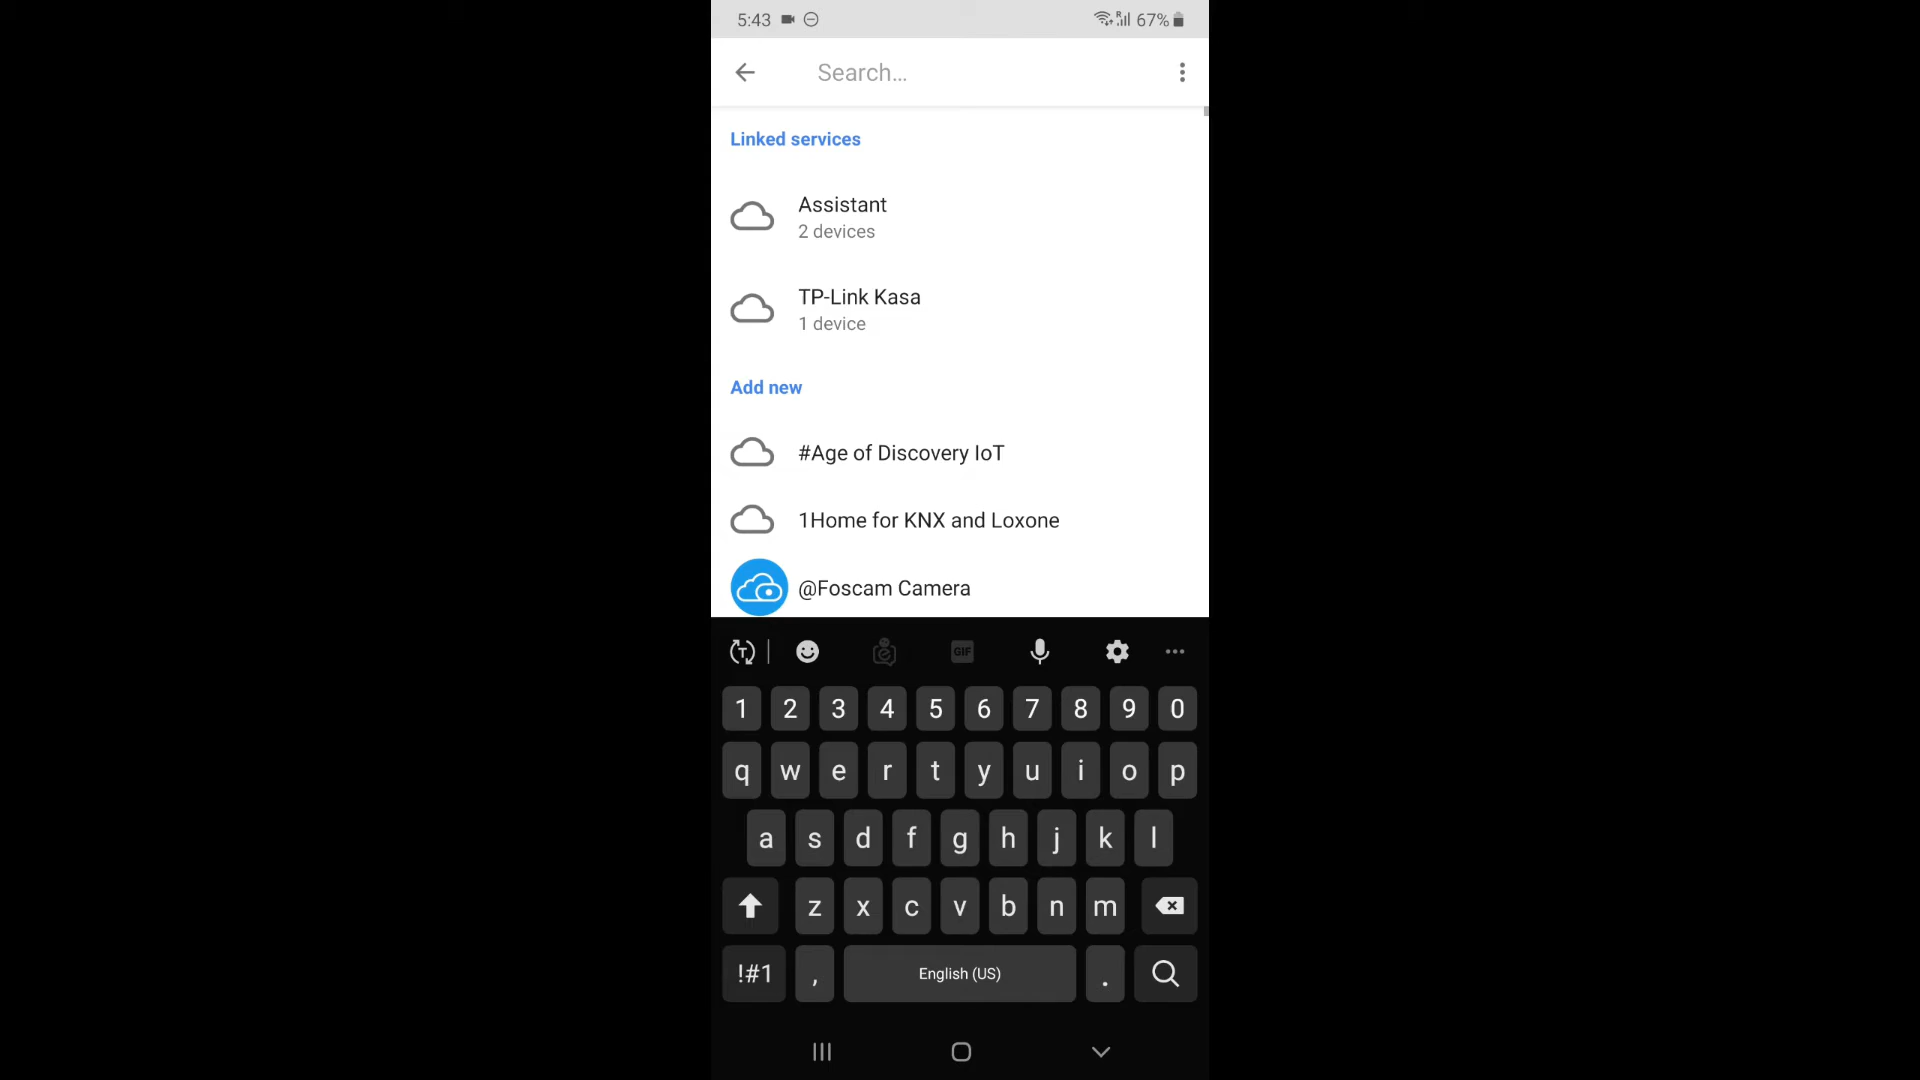 5:43
R 67%
Search...
Linked services
Assistant
2 devices
TP-Link Kasa
1 device
Add new
#Age of Discovery IoT
1Home for KNX and Loxone
@Foscam Camera
T GIF
1 2 3 4 5 6 7 8 9 0
q w e r t y u i o p
a s d f g h j k l
z x c v b n m
!#1 , English (US) .